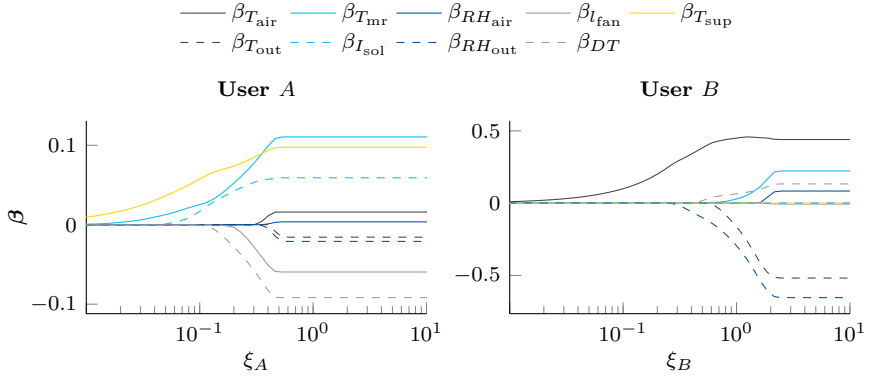 β_{T_air} β_{T_mr} β_{RH_air} β_{l_fan} β_{T_sup}
β_{T_out} β_{I_sol} β_{RH_out} β_{DT}
User A User B
0.1 0.5
0 0
−0.1 −0.5
β
10^{−1} 10^{0} 10^{1} 10^{−1} 10^{0} 10^{1}
ξ_A ξ_B